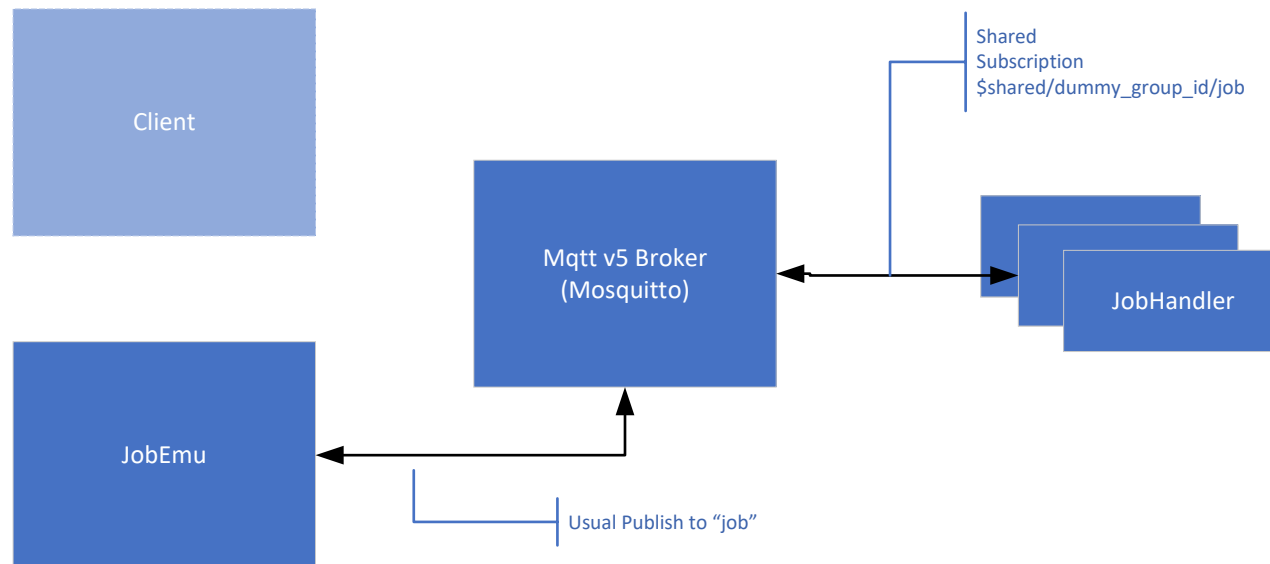 Client
Shared
Subscription
$shared/dummy_group_id/job
Mqtt v5 Broker
(Mosquitto)
JobHandler
JobEmu
Usual Publish to “job”